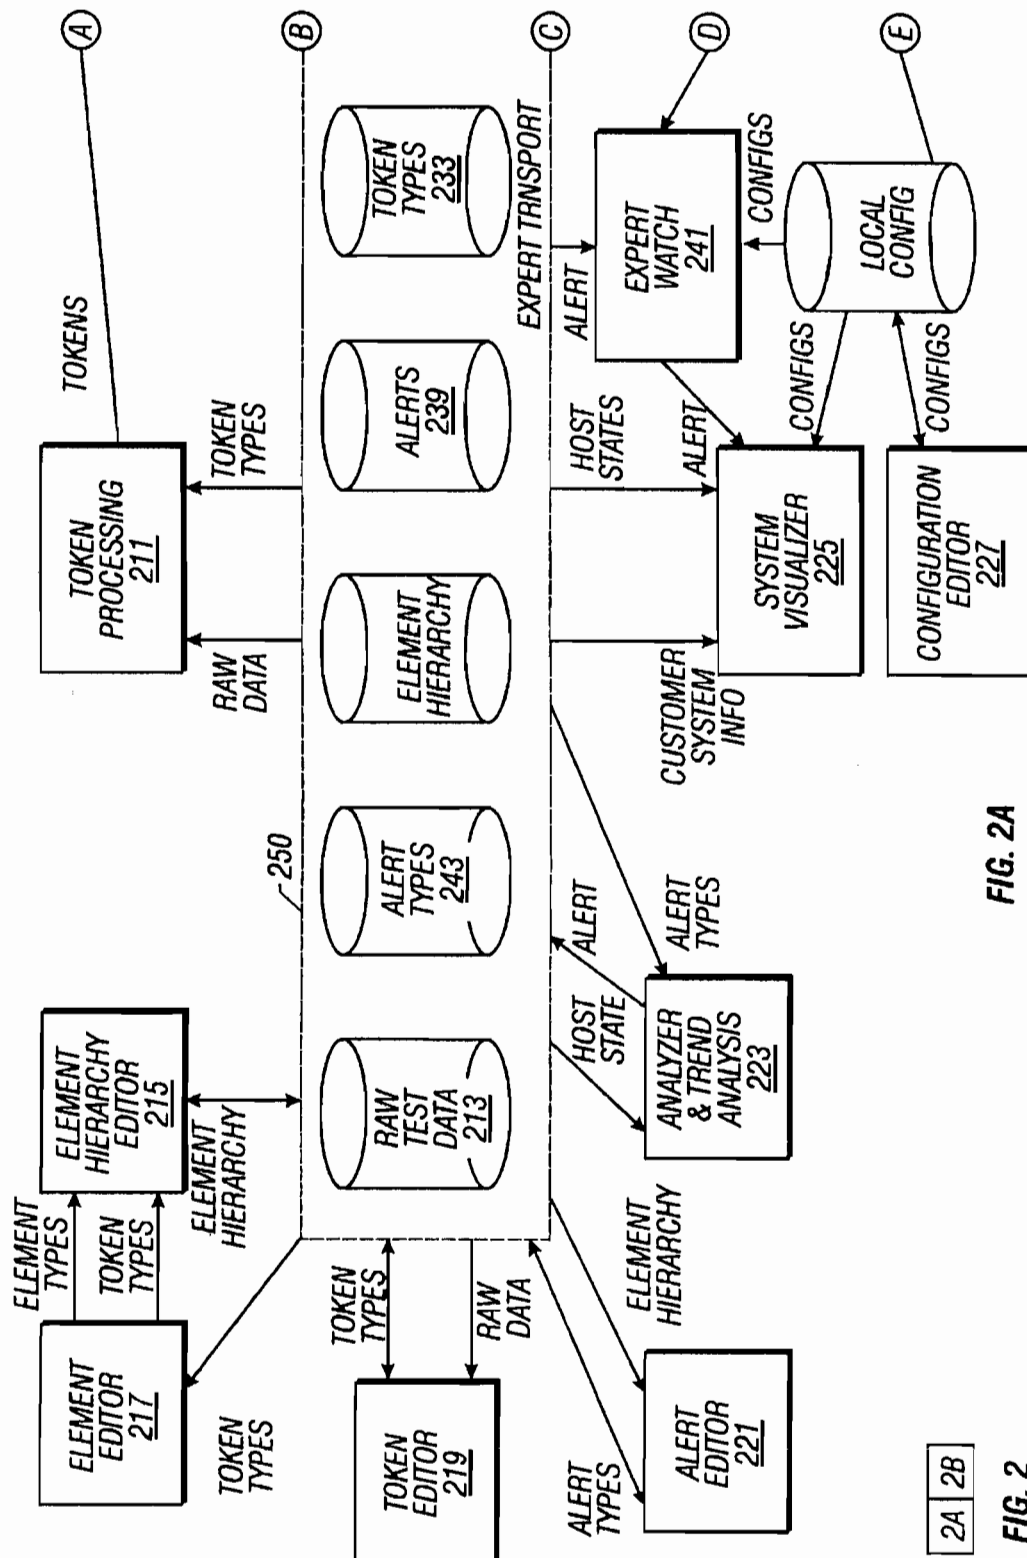 A
B
C
D
E
TOKENS
TOKEN
PROCESSING
211
RAW
DATA
TOKEN
TYPES
ELEMENT
HIERARCHY
EDITOR
215
ELEMENT
TYPES
TOKEN
TYPES
ELEMENT
EDITOR
217
ELEMENT
HIERARCHY
TOKEN
TYPES
250
RAW
TEST
DATA
213
ALERT
TYPES
243
ELEMENT
HIERARCHY
ALERTS
239
TOKEN
TYPES
233
EXPERT TRNSPORT
TOKEN
TYPES
RAW
DATA
TOKEN
EDITOR
219
ALERT
TYPES
ELEMENT
HIERARCHY
ALERT
EDITOR
221
HOST
STATE
ALERT
ALERT
TYPES
ANALYZER
& TREND
ANALYSIS
223
CUSTOMER
SYSTEM
INFO
HOST
STATES
ALERT
ALERT
EXPERT
WATCH
241
CONFIGS
SYSTEM
VISUALIZER
225
CONFIGS
LOCAL
CONFIG
CONFIGS
CONFIGURATION
EDITOR
227
2A 2B
FIG. 2
FIG. 2A